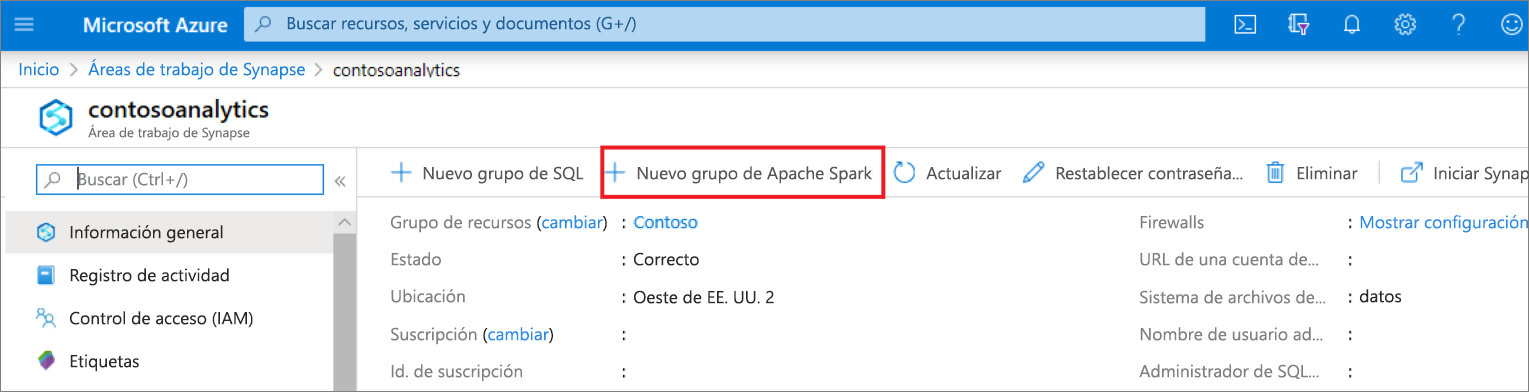 Microsoft Azure Buscar recursos, servicios y documentos (G+/)
Inicio > Áreas de trabajo de Synapse > contosoanalytics
contosoanalytics
Área de trabajo de Synapse
Buscar (Ctrl+/) «
Nuevo grupo de SQL Nuevo grupo de Apache Spark Actualizar Restablecer contraseña... Eliminar Iniciar Synap
Información general
Registro de actividad
Control de acceso (IAM)
Etiquetas
Grupo de recursos (cambiar) : Contoso
Estado : Correcto
Ubicación : Oeste de EE. UU. 2
Suscripción (cambiar) :
Id. de suscripción :
Firewalls : Mostrar configuración
URL de una cuenta de... :
Sistema de archivos de... : datos
Nombre de usuario ad... :
Administrador de SQL... :